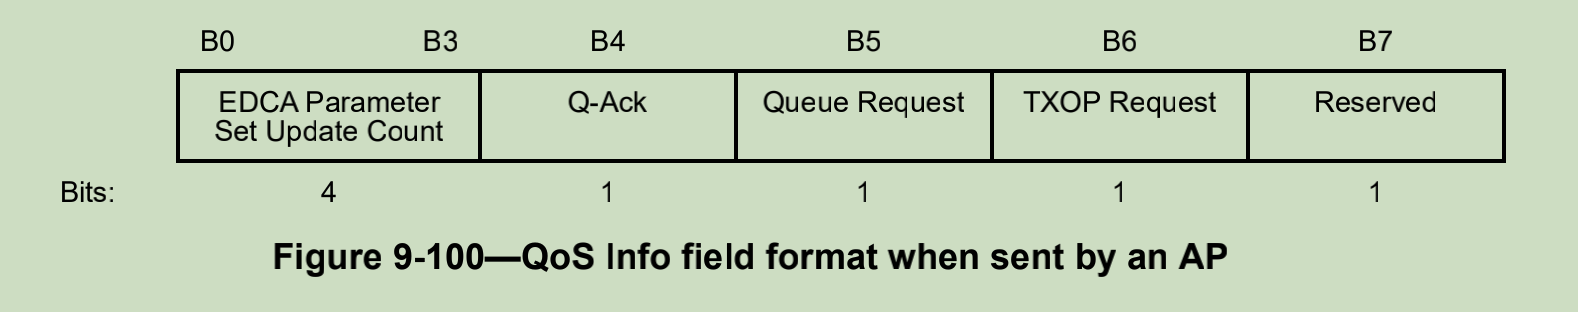 B0 B3 B4 B5 B6 B7
EDCA Parameter Q-Ack Queue Request TXOP Request Reserved
Set Update Count
Bits: 4 1 1 1 1
Figure 9-100—QoS Info field format when sent by an AP